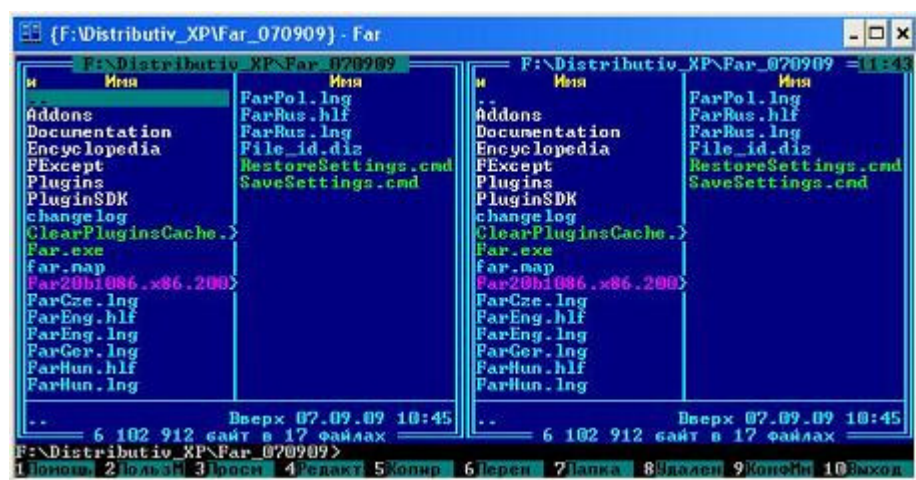 {F:\Distributiv_XP\Far_070909} - Far
F:\Distributiv_XP\Far_070909
и Имя Имя
..
Addons
Documentation
Encyclopedia
FExcept
Plugins
PluginSDK
changelog
ClearPluginsCache.}
Far.exe
far.map
Far20b1086.x86.200}
FarCze.lng
FarEng.hlf
FarEng.lng
FarGer.lng
FarHun.hlf
FarHun.lng
FarPol.lng
FarRus.hlf
FarRus.lng
File_id.diz
RestoreSettings.cmd
SaveSettings.cmd
.. Вверх 07.09.09 10:45
6 102 912 байт в 17 файлах
F:\Distributiv_XP\Far_070909 11:43
и Имя Имя
..
Addons
Documentation
Encyclopedia
FExcept
Plugins
PluginSDK
changelog
ClearPluginsCache.}
Far.exe
far.map
Far20b1086.x86.200}
FarCze.lng
FarEng.hlf
FarEng.lng
FarGer.lng
FarHun.hlf
FarHun.lng
FarPol.lng
FarRus.hlf
FarRus.lng
File_id.diz
RestoreSettings.cmd
SaveSettings.cmd
.. Вверх 07.09.09 10:45
6 102 912 байт в 17 файлах
F:\Distributiv_XP\Far_070909>
1Помощь 2ПользМ 3Просм 4Редакт 5Копир 6Перен 7Папка 8Удален 9КонфМн 10Выход